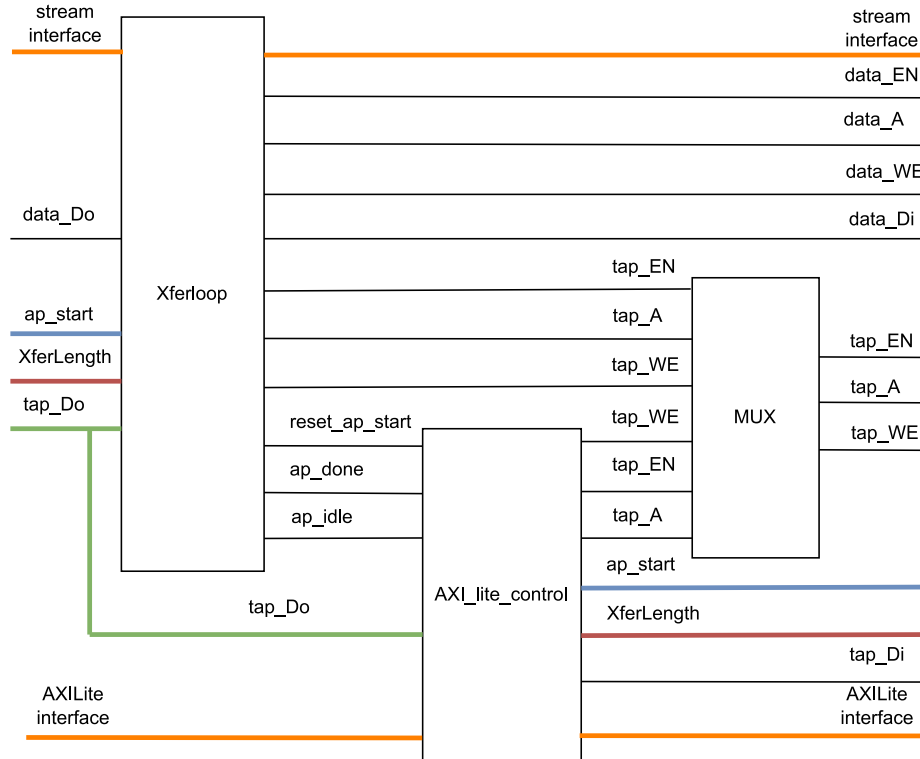 stream
interface
stream
interface
data_EN
data_A
data_WE
data_Do
data_Di
Xferloop
tap_EN
ap_start
tap_A
tap_EN
XferLength
tap_WE
tap_A
tap_Do
reset_ap_start
tap_WE
MUX
tap_WE
ap_done
tap_EN
ap_idle
tap_A
ap_start
AXI_lite_control
tap_Do
XferLength
tap_Di
AXILite
interface
AXILite
interface